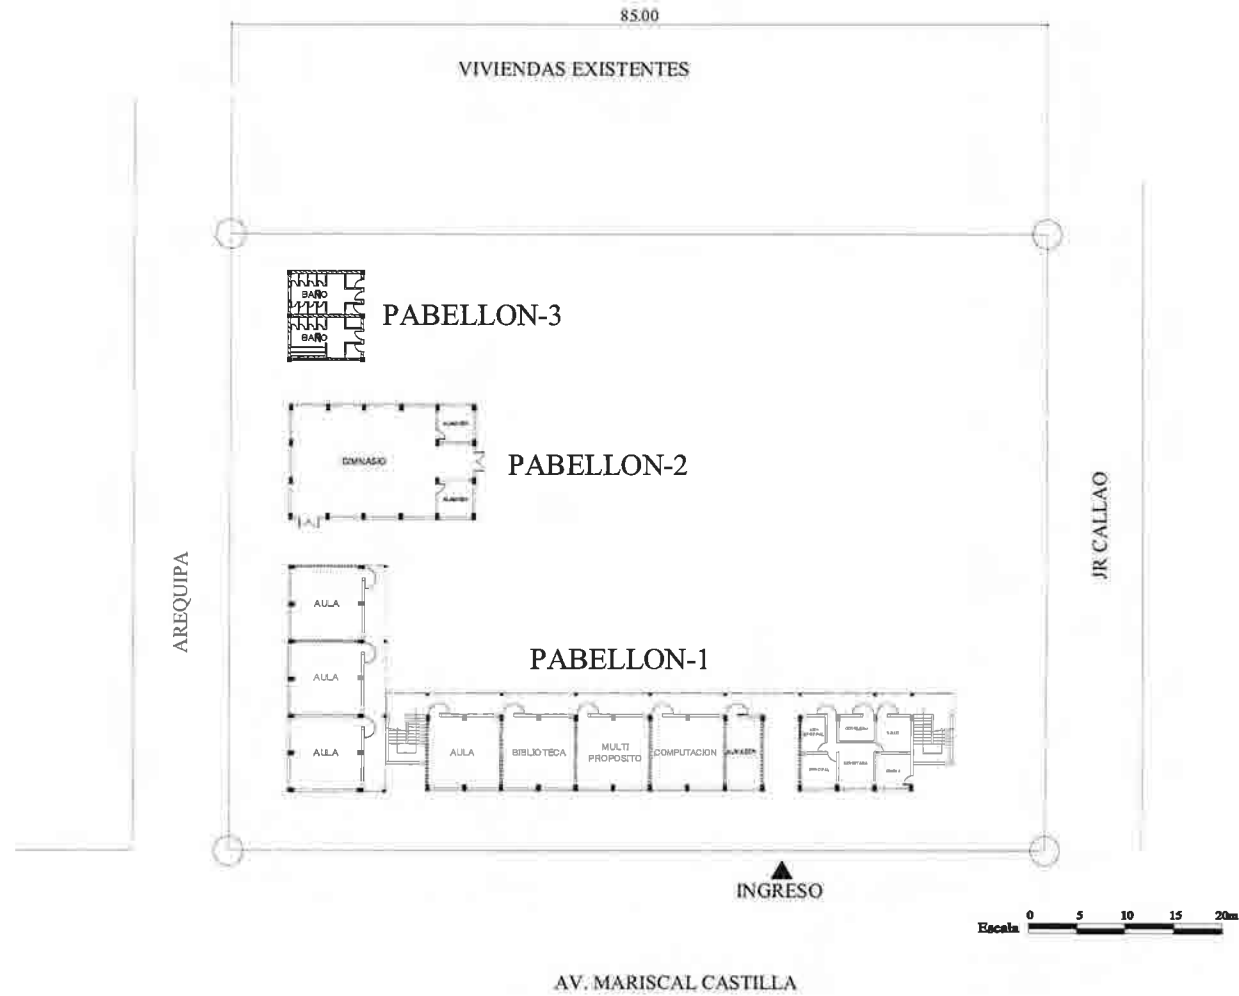 85.00
VIVIENDAS EXISTENTES
BAÑO
BAÑO
PABELLON-3
GIMNASIO
PABELLON-2
AREQUIPA
JR CALLAO
AULA
AULA
AULA
PABELLON-1
AULA
BIBLIOTECA
MULTI
PROPOSITO
COMPUTACION
ALMACEN
INGRESO
Escala
0 5 10 15 20m
AV. MARISCAL CASTILLA